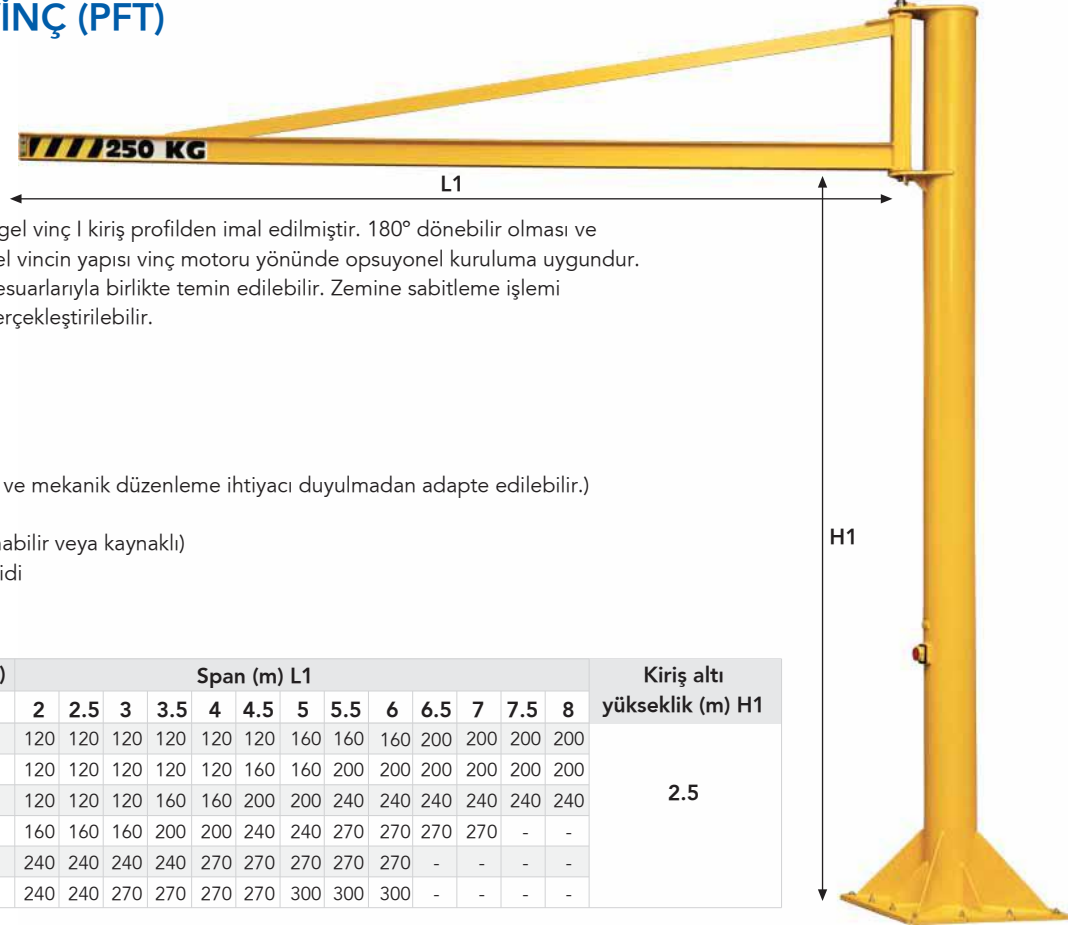 VİNÇ (PFT)
250 KG
L1
gel vinç I kiriş profilden imal edilmiştir. 180° dönebilir olması ve
el vincin yapısı vinç motoru yönünde opsuyonel kuruluma uygundur.
esuarlarıyla birlikte temin edilebilir. Zemine sabitleme işlemi
erçekleştirilebilir.
ve mekanik düzenleme ihtiyacı duyulmadan adapte edilebilir.)
H1
nabilir veya kaynaklı)
idi
) Span (m) L1 Kiriş altı
2 2.5 3 3.5 4 4.5 5 5.5 6 6.5 7 7.5 8 yükseklik (m) H1
120 120 120 120 120 120 160 160 160 200 200 200 200
120 120 120 120 120 160 160 200 200 200 200 200 200
120 120 120 160 160 200 200 240 240 240 240 240 240 2.5
160 160 160 200 200 240 240 270 270 270 270 - -
240 240 240 240 270 270 270 270 270 - - - -
240 240 270 270 270 270 300 300 300 - - - -